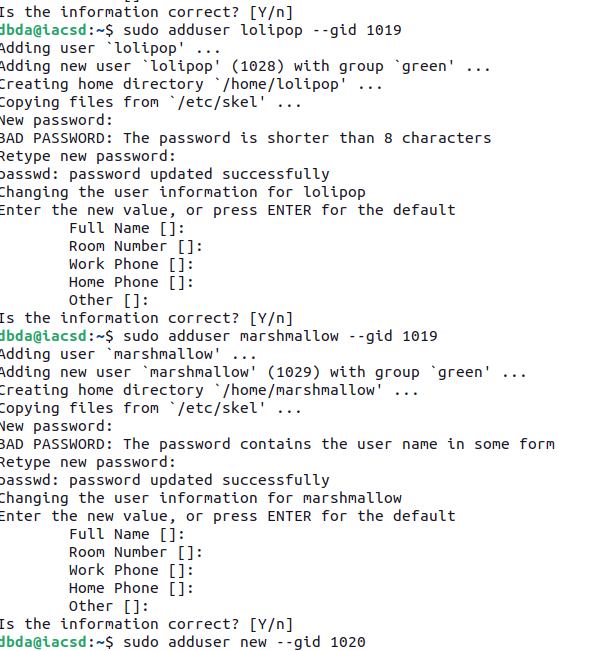 Is the information correct? [Y/n]
dbda@iacsd:~$ sudo adduser lolipop --gid 1019
Adding user `lolipop' ...
Adding new user `lolipop' (1028) with group `green' ...
Creating home directory `/home/lolipop' ...
Copying files from `/etc/skel' ...
New password:
BAD PASSWORD: The password is shorter than 8 characters
Retype new password:
passwd: password updated successfully
Changing the user information for lolipop
Enter the new value, or press ENTER for the default
        Full Name []:
        Room Number []:
        Work Phone []:
        Home Phone []:
        Other []:
Is the information correct? [Y/n]
dbda@iacsd:~$ sudo adduser marshmallow --gid 1019
Adding user `marshmallow' ...
Adding new user `marshmallow' (1029) with group `green' ...
Creating home directory `/home/marshmallow' ...
Copying files from `/etc/skel' ...
New password:
BAD PASSWORD: The password contains the user name in some form
Retype new password:
passwd: password updated successfully
Changing the user information for marshmallow
Enter the new value, or press ENTER for the default
        Full Name []:
        Room Number []:
        Work Phone []:
        Home Phone []:
        Other []:
Is the information correct? [Y/n]
dbda@iacsd:~$ sudo adduser new --gid 1020